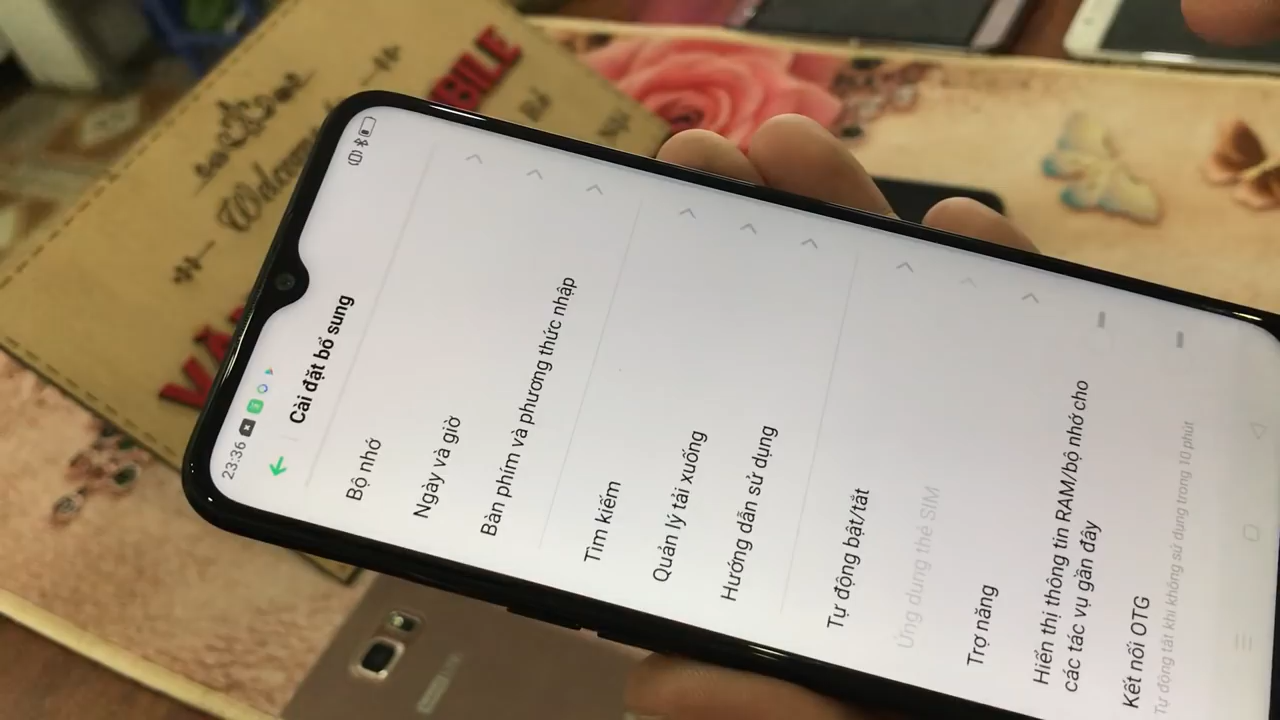 23:36
Cài đặt bổ sung
Bộ nhớ
Ngày và giờ
Bàn phím và phương thức nhập
Tìm kiếm
Quản lý tải xuống
Hướng dẫn sử dụng
Tự động bật/tắt
Ứng dụng thẻ SIM
Trợ năng
Hiển thị thông tin RAM/bộ nhớ cho
các tác vụ gần đây
Kết nối OTG
Tự động tắt khi không sử dụng trong 10 phút